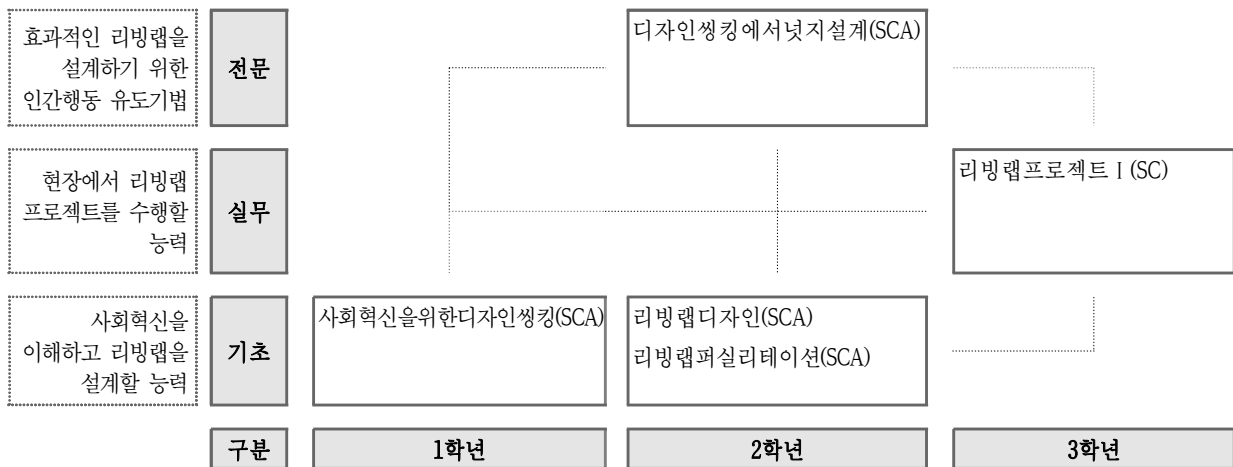 효과적인 리빙랩을
설계하기 위한
인간행동 유도기법
전문
디자인씽킹에서넛지설계(SCA)
현장에서 리빙랩
프로젝트를 수행할
능력
실무
리빙랩프로젝트Ⅰ(SC)
사회혁신을
이해하고 리빙랩을
설계할 능력
기초
사회혁신을위한디자인씽킹(SCA)
리빙랩디자인(SCA)
리빙랩퍼실리테이션(SCA)
구분
1학년
2학년
3학년